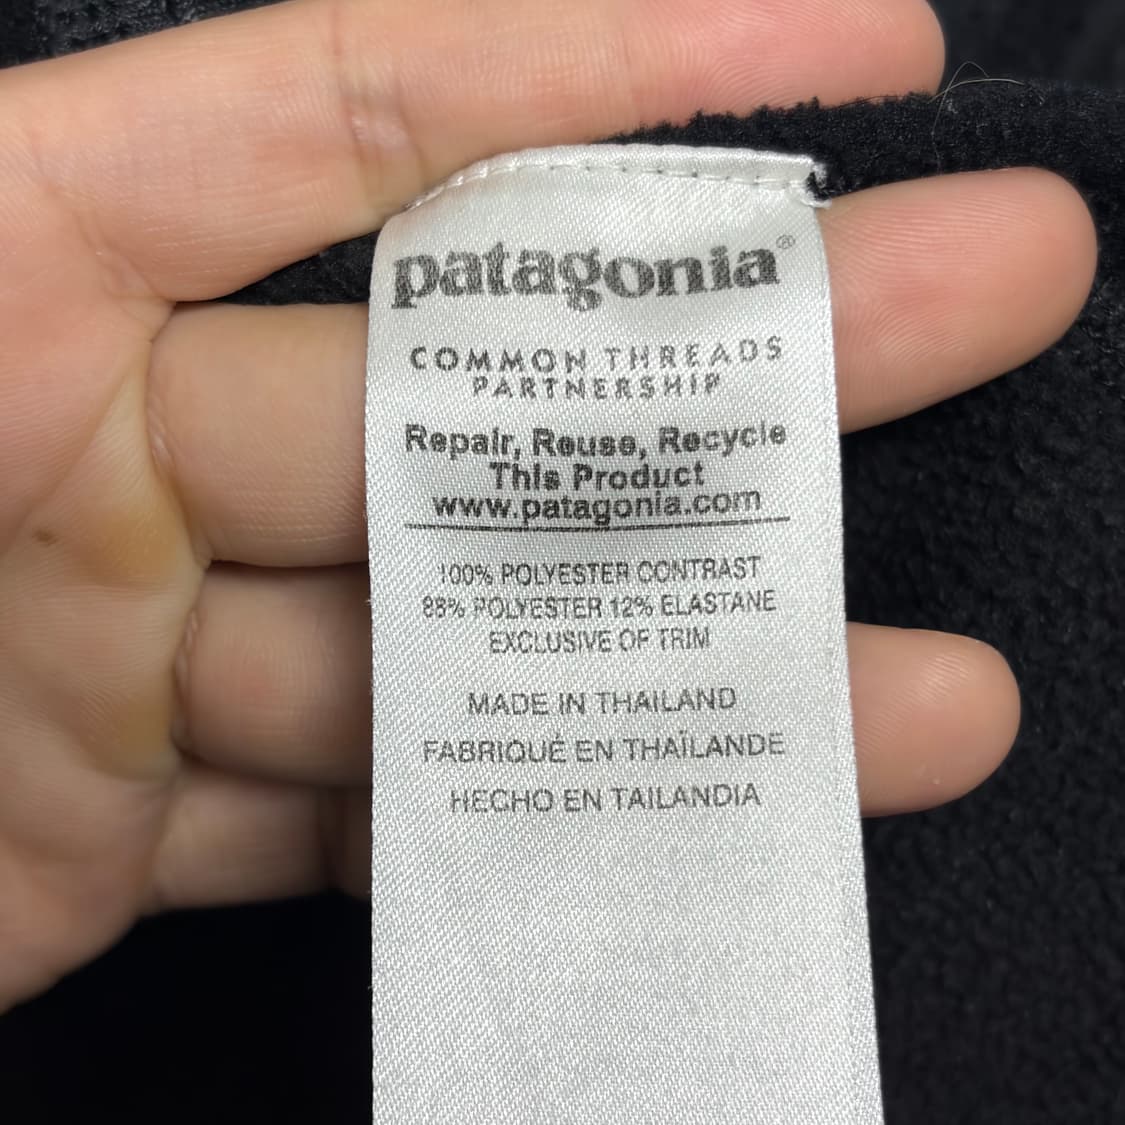 patagonia®
COMMON THREADS
PARTNERSHIP
Repair, Reuse, Recycle
This Product
www.patagonia.com
100% POLYESTER CONTRAST
88% POLYESTER 12% ELASTANE
EXCLUSIVE OF TRIM
MADE IN THAILAND
FABRIQUÉ EN THAÏLANDE
HECHO EN TAILANDIA